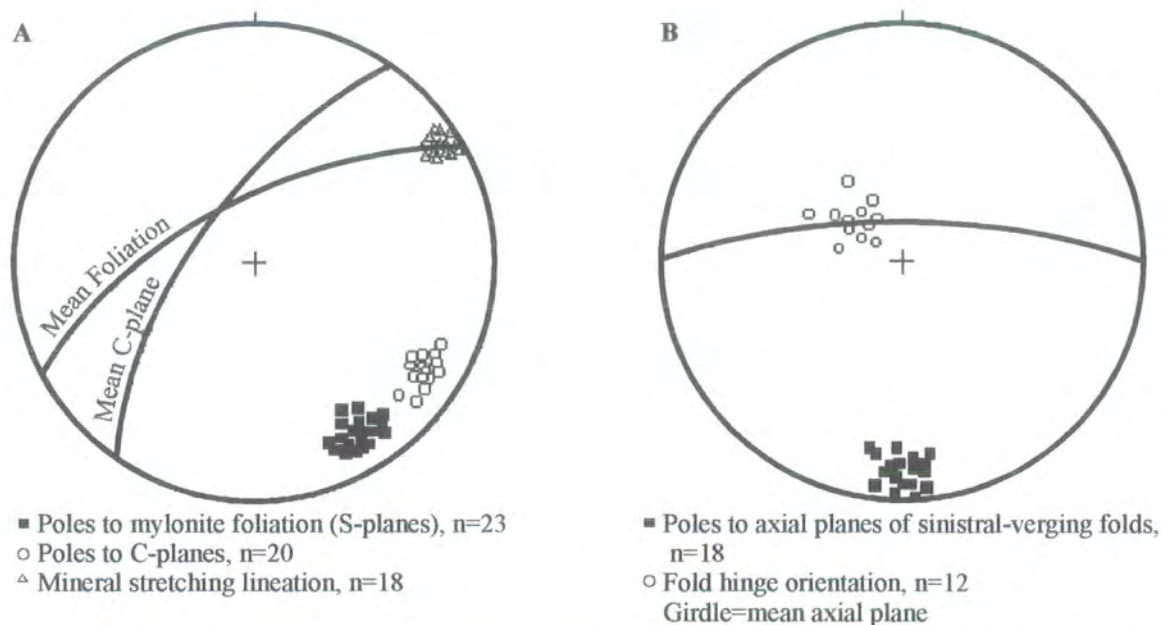 A
B
Mean Foliation
Mean C-plane
■ Poles to mylonite foliation (S-planes), n=23
○ Poles to C-planes, n=20
△ Mineral stretching lineation, n=18
■ Poles to axial planes of sinistral-verging folds,
n=18
○ Fold hinge orientation, n=12
Girdle=mean axial plane